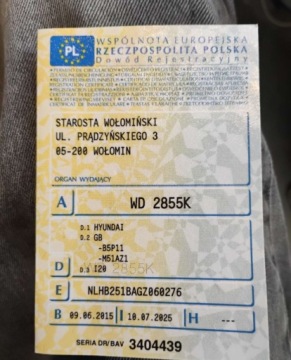 PL
WSPÓLNOTA EUROPEJSKA
RZECZPOSPOLITA POLSKA
Dowód Rejestracyjny
STAROSTA WOŁOMIŃSKI
UL. PRĄDZYŃSKIEGO 3
05-200 WOŁOMIN
ORGAN WYDAJĄCY
A WD 2855K
D.1 HYUNDAI
D.2 GB
-B5P11
-M51AZ1
D D.3 I20
E NLHB251BAGZ060276
B 09.06.2015 I 10.07.2025 H ---
SERIA DR/BAV 3404439